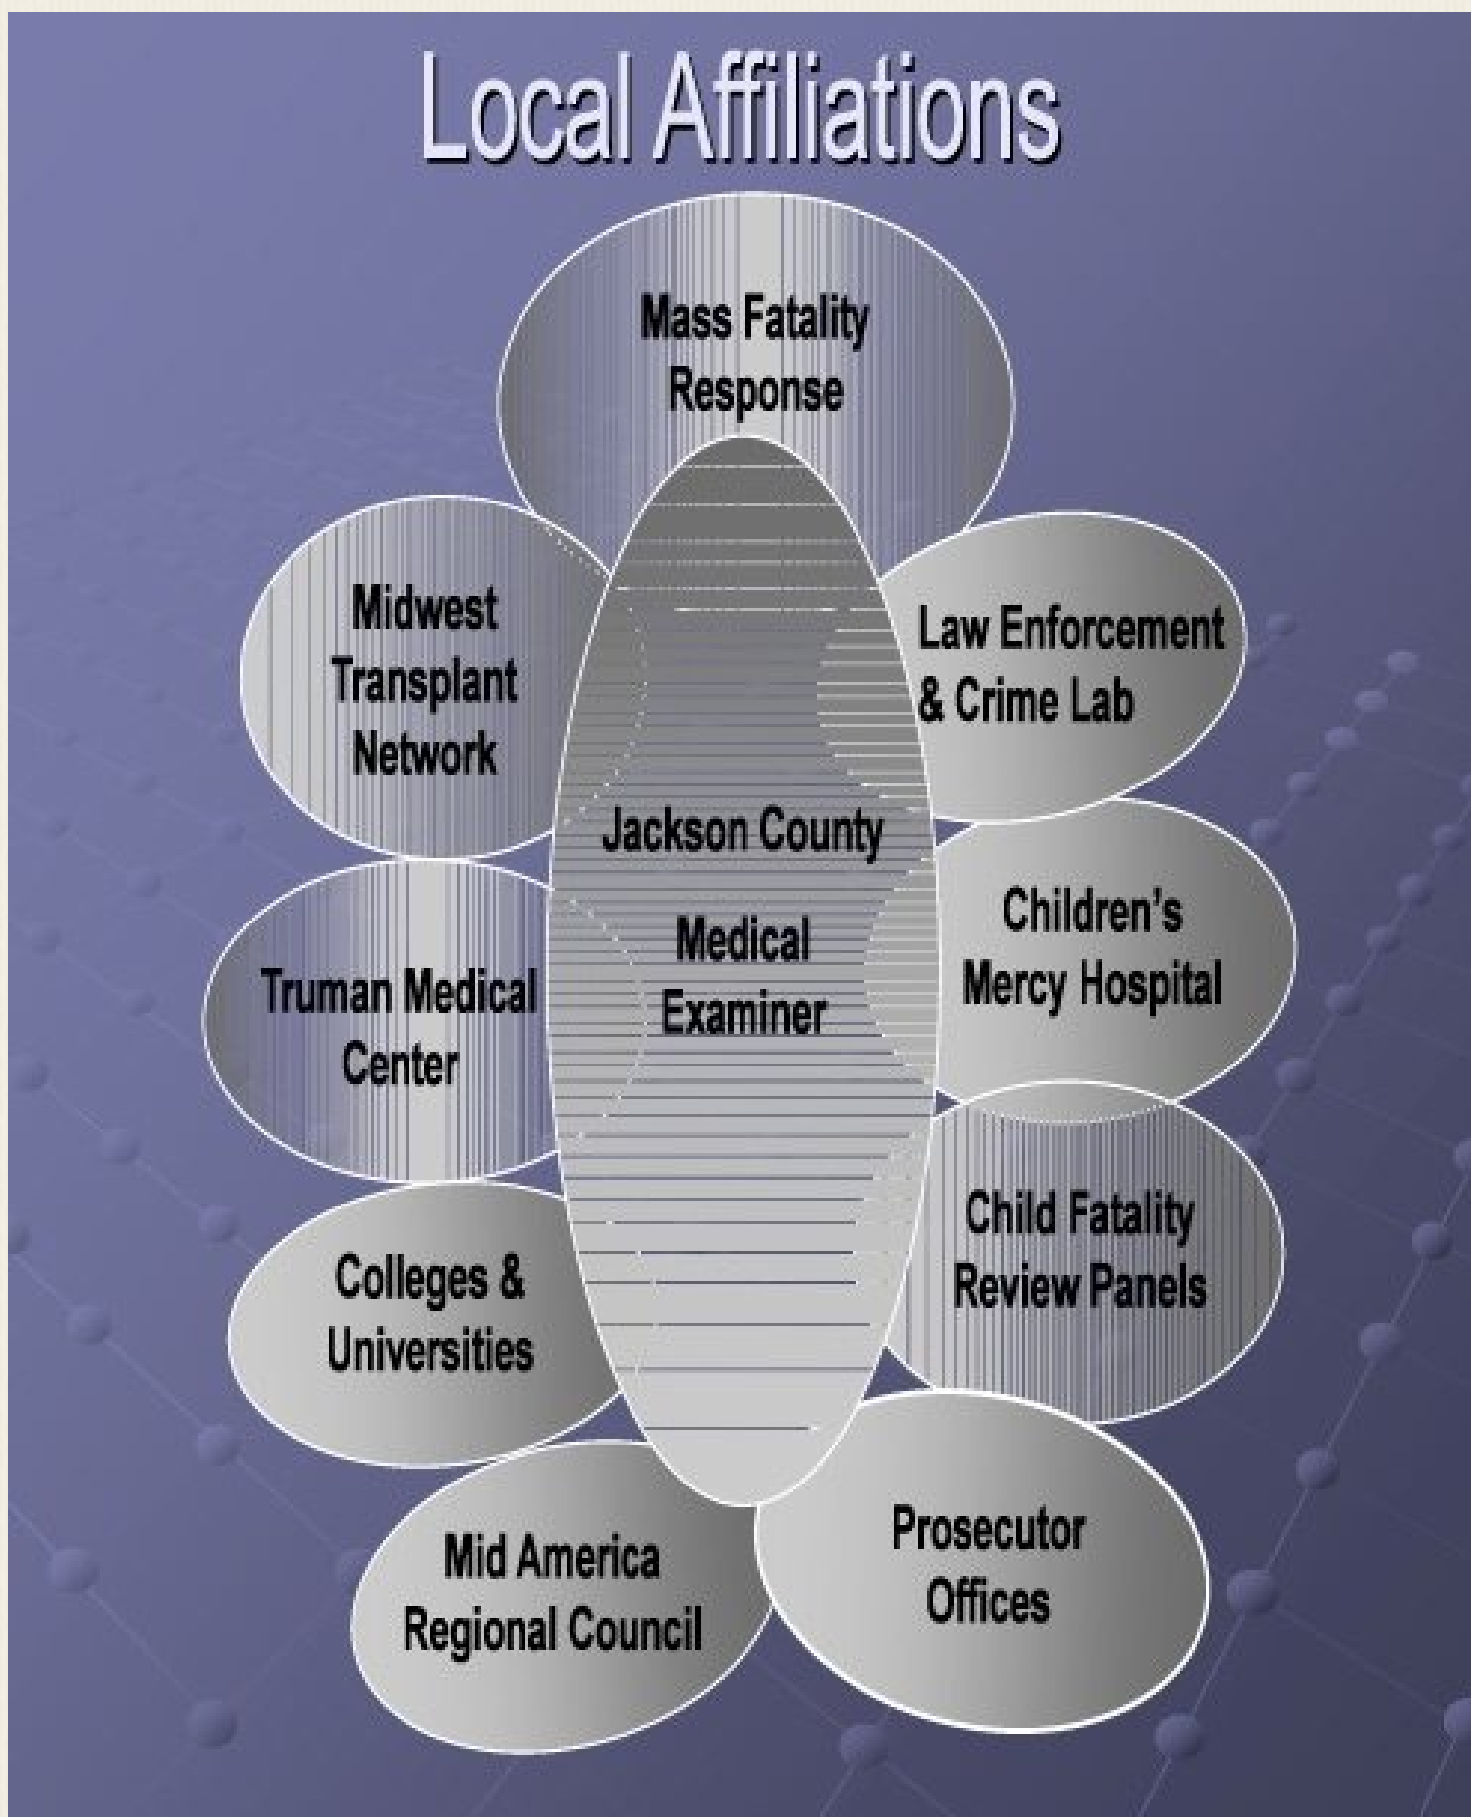 Local Affiliations
Mass Fatality
Response
Midwest
Transplant
Network
Law Enforcement
& Crime Lab
Jackson County
Medical
Examiner
Children’s
Mercy Hospital
Truman Medical
Center
Child Fatality
Review Panels
Colleges &
Universities
Prosecutor
Offices
Mid America
Regional Council